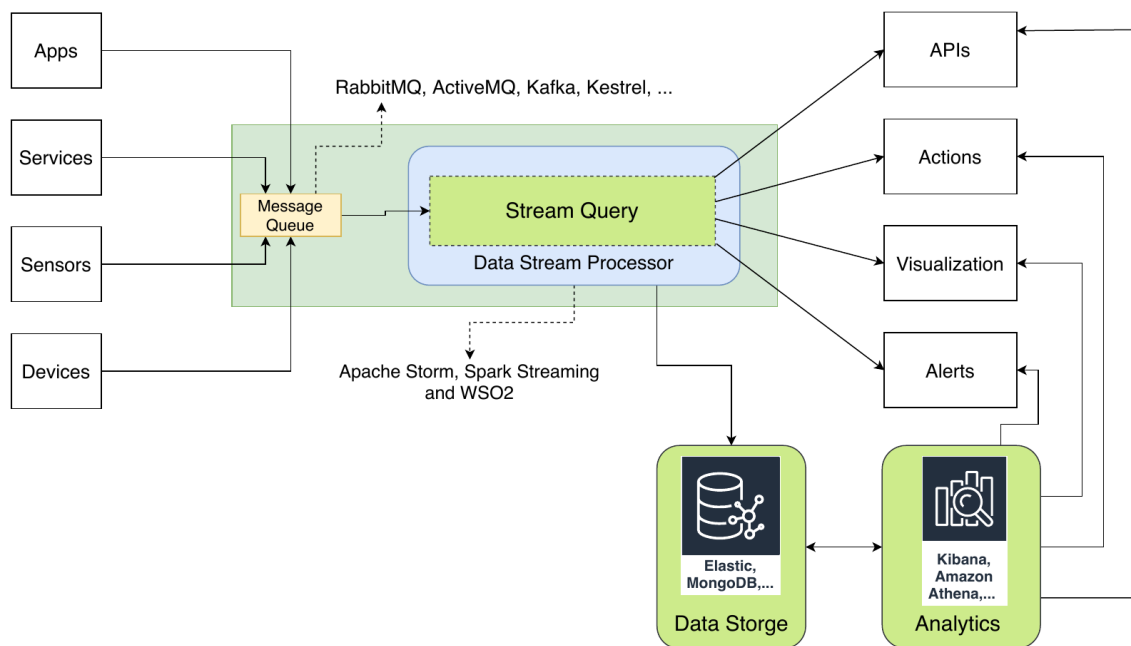 Apps
Services
Sensors
Devices
RabbitMQ, ActiveMQ, Kafka, Kestrel, ...
Message
Queue
Stream Query
Data Stream Processor
Apache Storm, Spark Streaming
and WSO2
APIs
Actions
Visualization
Alerts
Elastic,
MongoDB,...
Data Storge
Kibana,
Amazon
Athena,...
Analytics